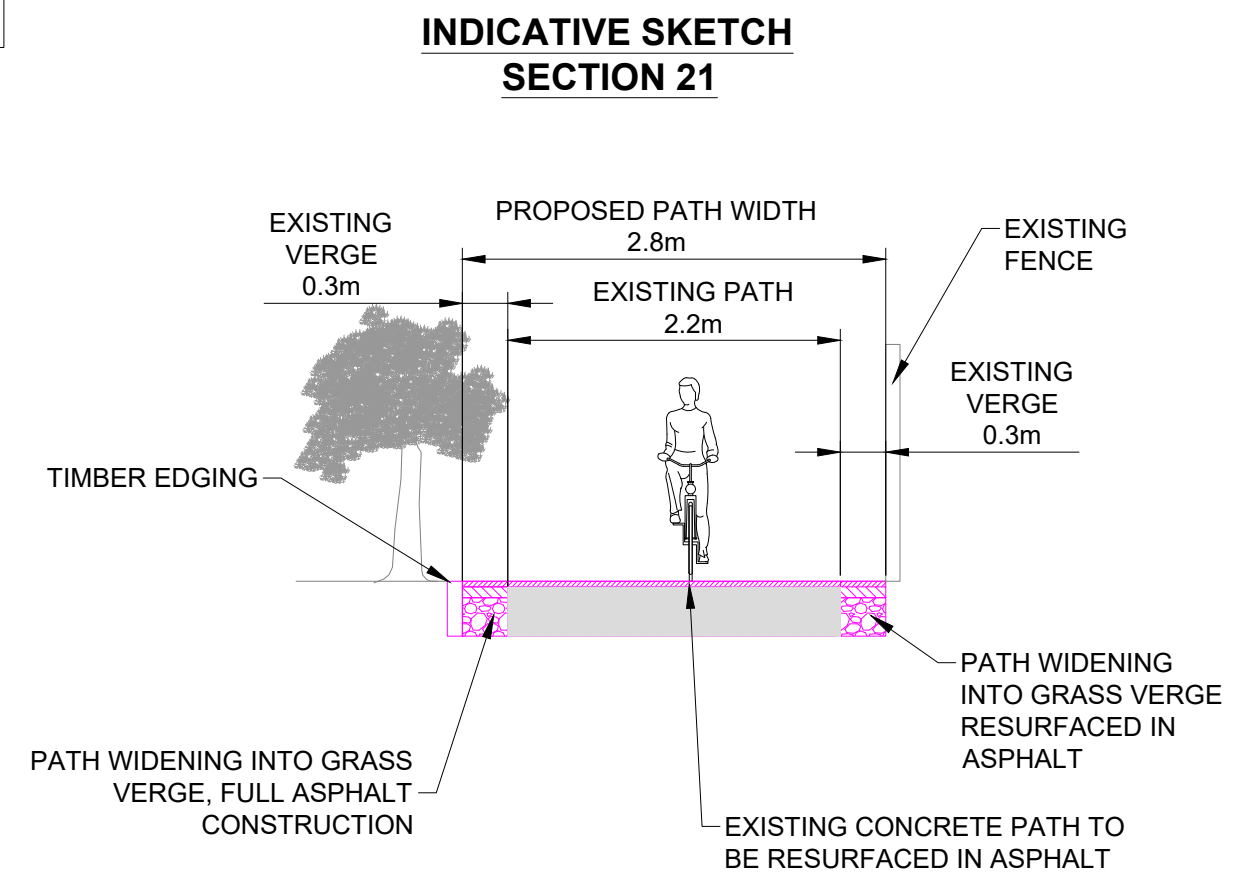 INDICATIVE SKETCH
SECTION 21
EXISTING
VERGE
0.3m
PROPOSED PATH WIDTH
2.8m
EXISTING PATH
2.2m
EXISTING
FENCE
EXISTING
VERGE
0.3m
TIMBER EDGING
PATH WIDENING
INTO GRASS VERGE
RESURFACED IN
ASPHALT
PATH WIDENING INTO GRASS
VERGE, FULL ASPHALT
CONSTRUCTION
EXISTING CONCRETE PATH TO
BE RESURFACED IN ASPHALT